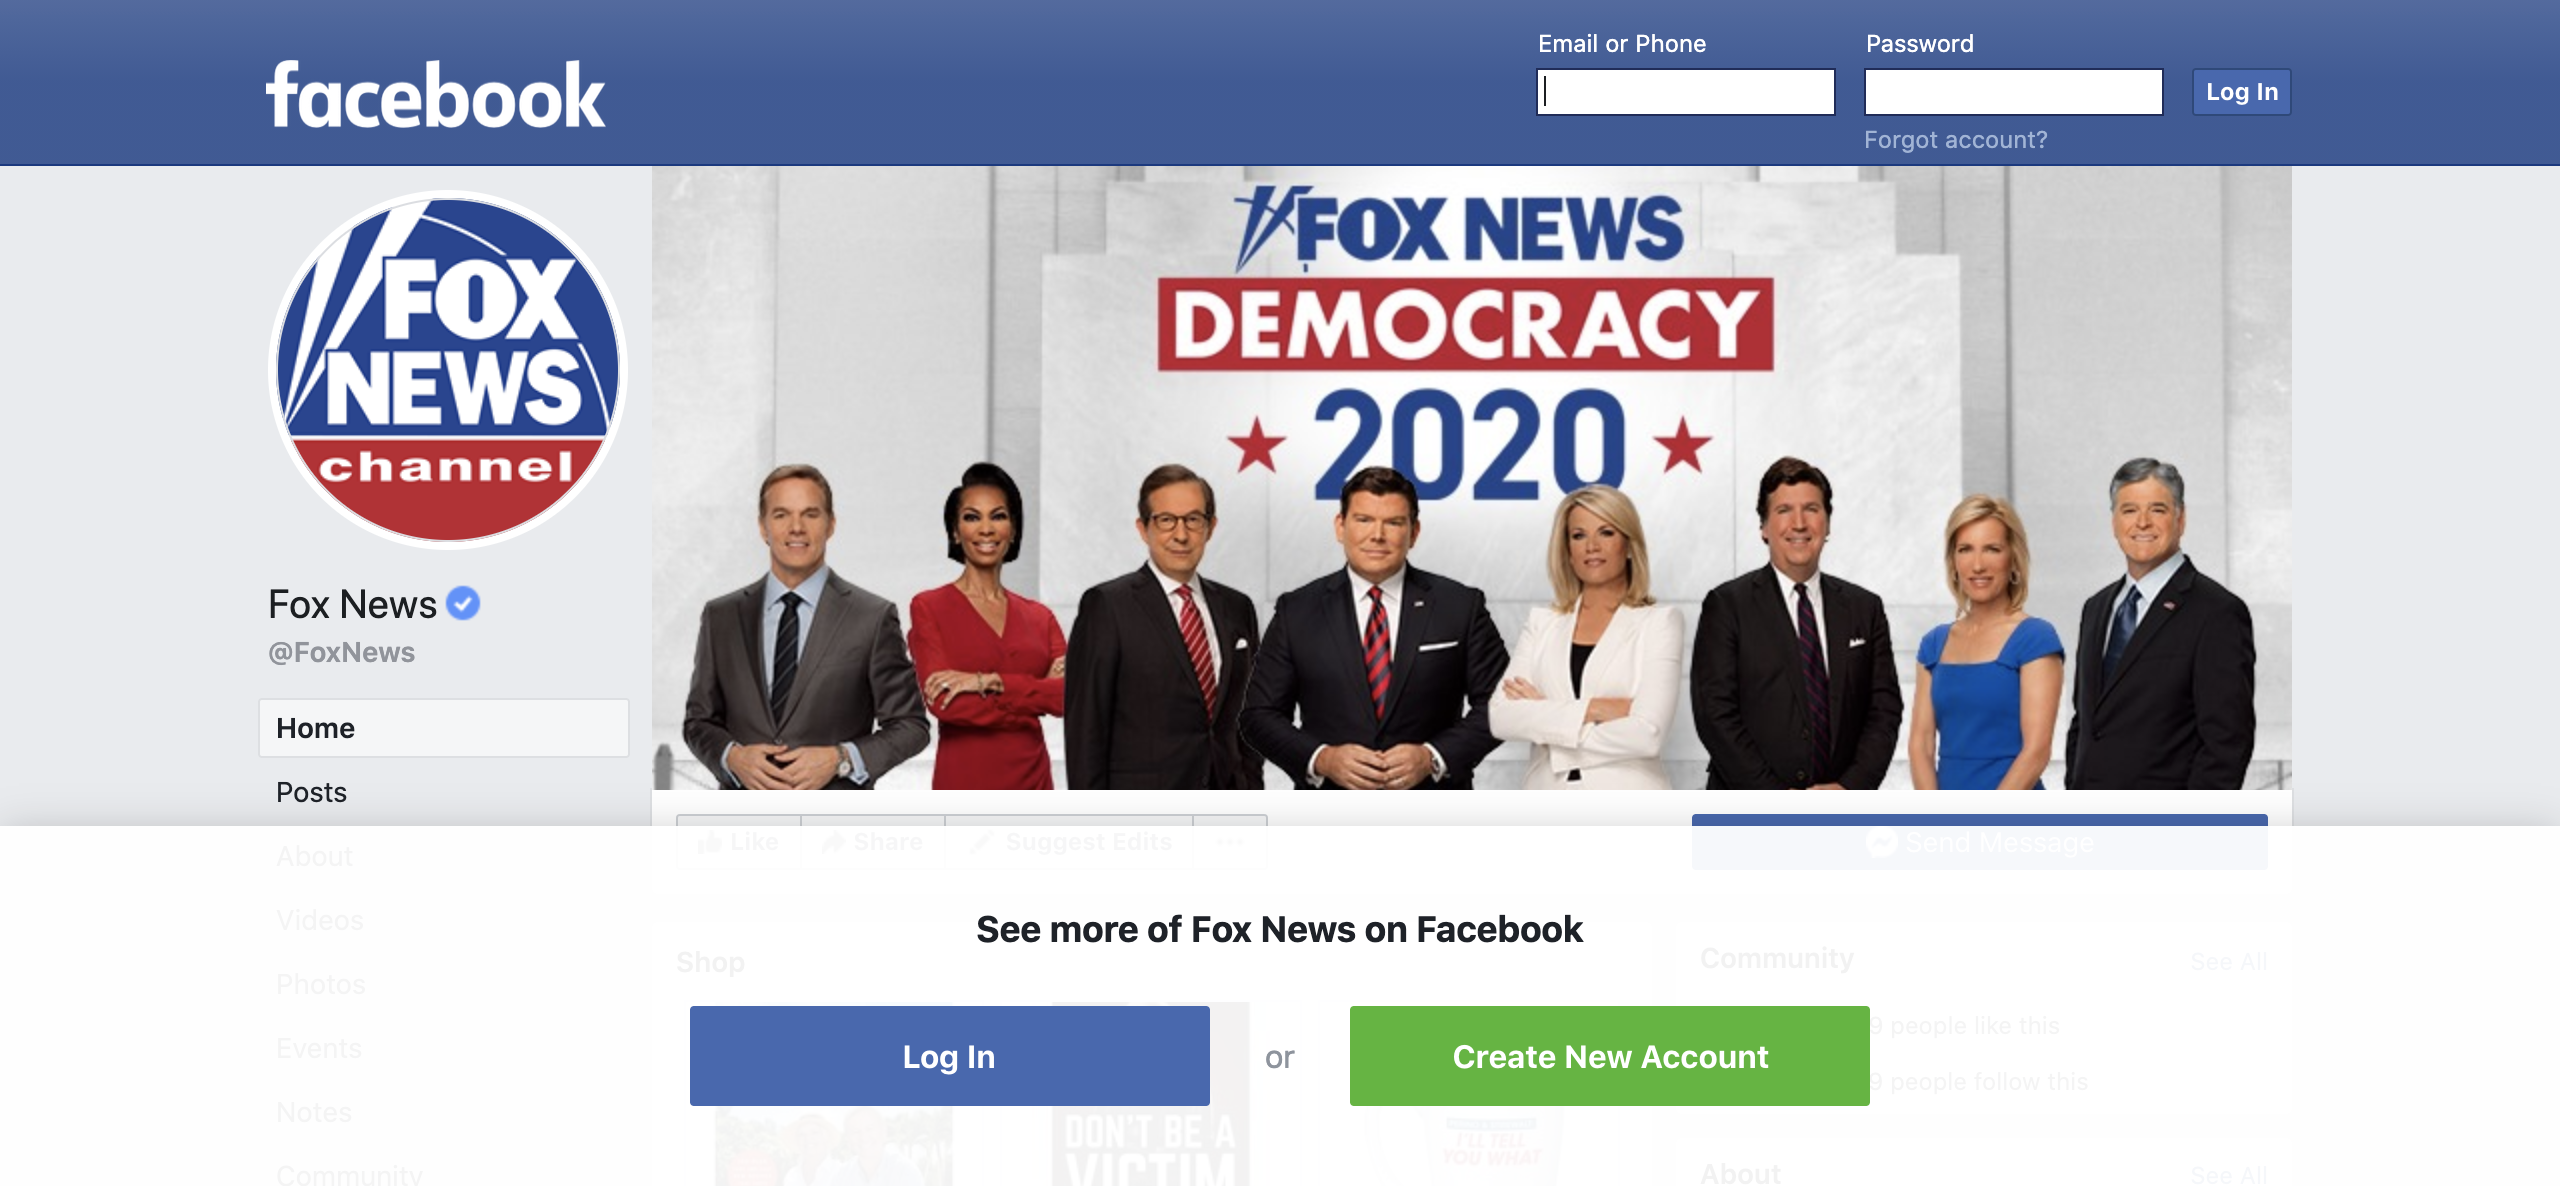 facebook
Email or Phone
Password
Log In
Forgot account?
FOX
NEWS
channel
Fox News
@FoxNews
Home
Posts
About
Videos
Photos
Events
Notes
Community
FOX NEWS
DEMOCRACY
2020
Like
Share
Suggest Edits
Send Message
See more of Fox News on Facebook
Shop
Log In
or
Create New Account
DON'T BE A
VICTIM
I'LL TELL
YOU WHAT
Community
See All
9 people like this
9 people follow this
About
See All